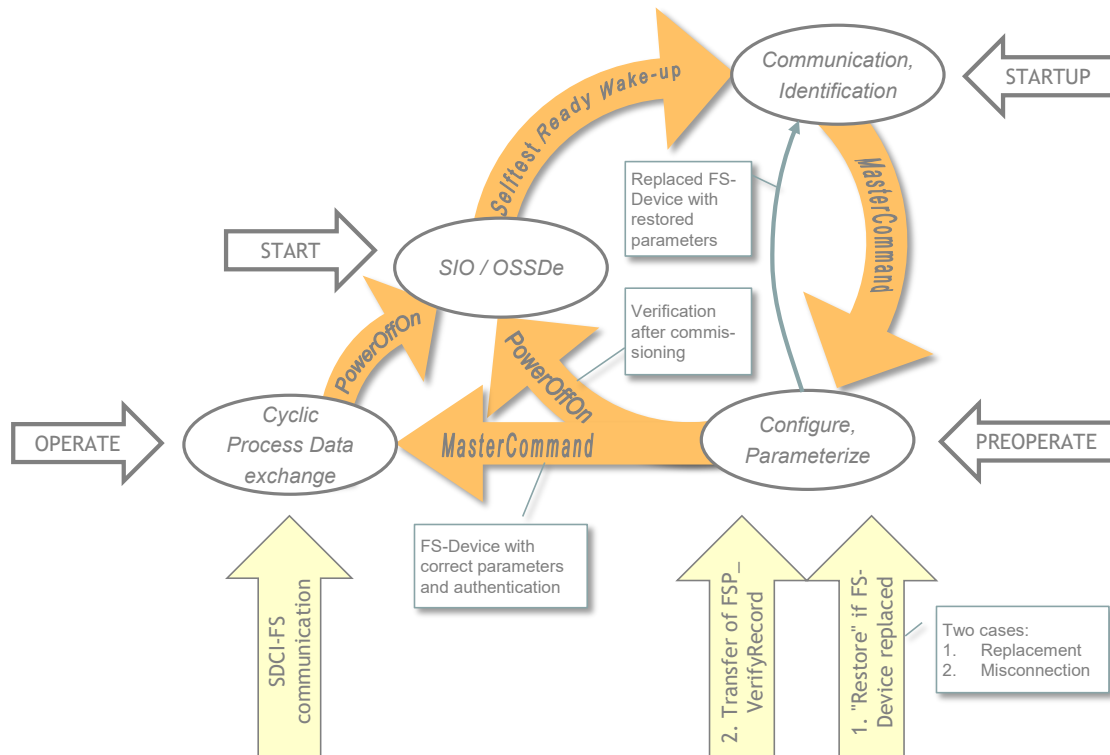 Communication,
Identification
STARTUP
Selftest Ready Wake-up
MasterCommand
Replaced FS-
Device with
restored
parameters
START
SIO / OSSDe
Verification
after commis-
sioning
PowerOffOn
PowerOffOn
OPERATE
Cyclic
Process Data
exchange
MasterCommand
Configure,
Parameterize
PREOPERATE
FS-Device with
correct parameters
and authentication
SDCI-FS
communication
2. Transfer of FSP_
VerifyRecord
1. "Restore" if FS-
Device replaced
Two cases:
1. Replacement
2. Misconnection